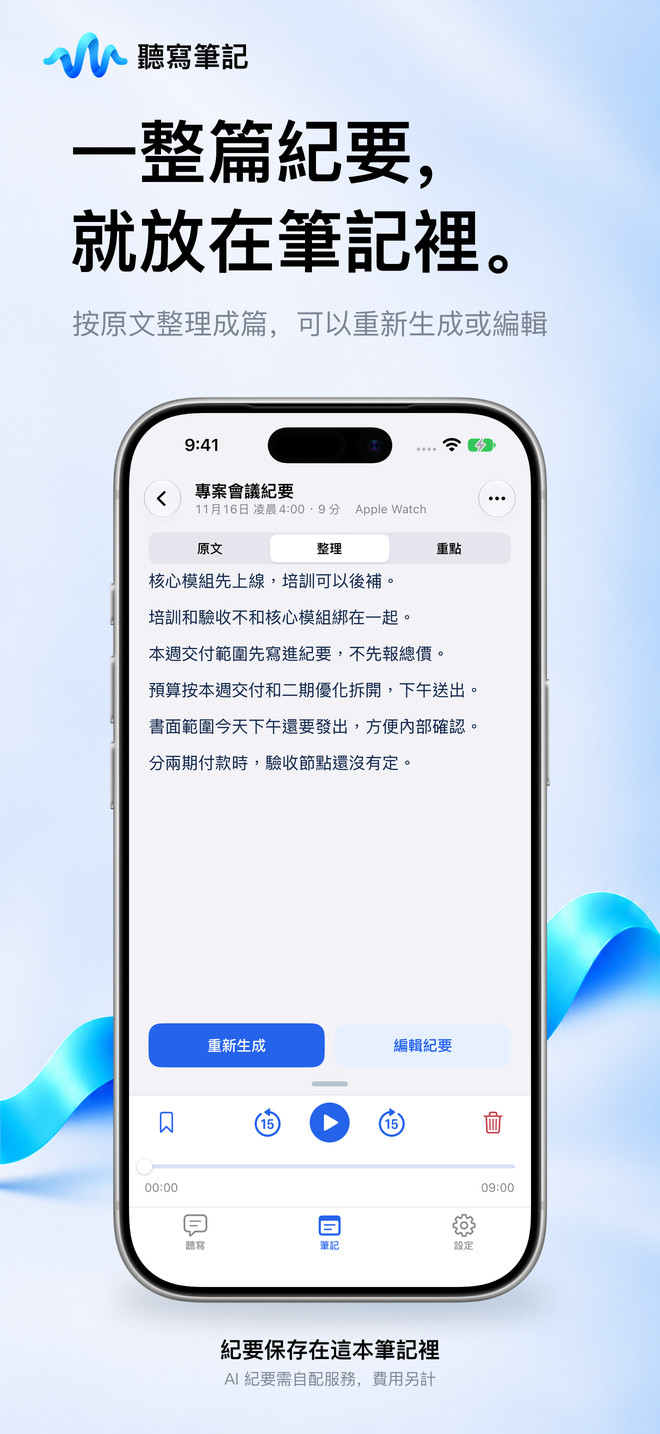 聽寫筆記
一整篇紀要，
就放在筆記裡。
按原文整理成篇，可以重新生成或編輯
9:41
專案會議紀要
11月16日 凌晨4:00 · 9 分 Apple Watch
原文 整理 重點
核心模組先上線，培訓可以後補。
培訓和驗收不和核心模組綁在一起。
本週交付範圍先寫進紀要，不先報總價。
預算按本週交付和二期優化拆開，下午送出。
書面範圍今天下午還要發出，方便內部確認。
分兩期付款時，驗收節點還沒有定。
重新生成 編輯紀要
15 15
00:00 09:00
聽寫 筆記 設定
紀要保存在這本筆記裡
AI 紀要需自配服務，費用另計